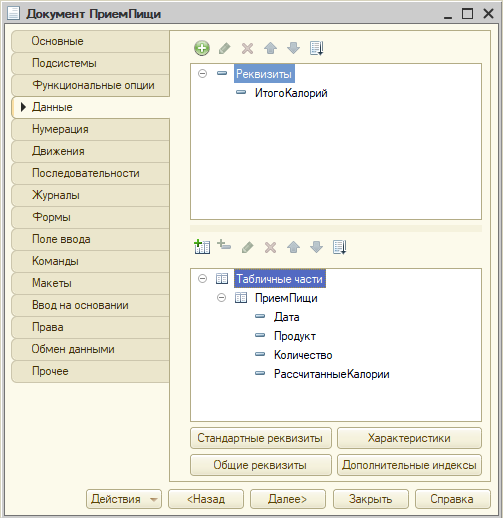 Документ ПриемПищи
Основные
Подсистемы
Функциональные опции
Данные
Нумерация
Движения
Последовательности
Журналы
Формы
Поле ввода
Команды
Макеты
Ввод на основании
Права
Обмен данными
Прочее
Реквизиты
ИтогоКалорий
Табличные части
ПриемПищи
Дата
Продукт
Количество
РассчитанныеКалории
Стандартные реквизиты
Характеристики
Общие реквизиты
Дополнительные индексы
Действия
<Назад
Далее>
Закрыть
Справка